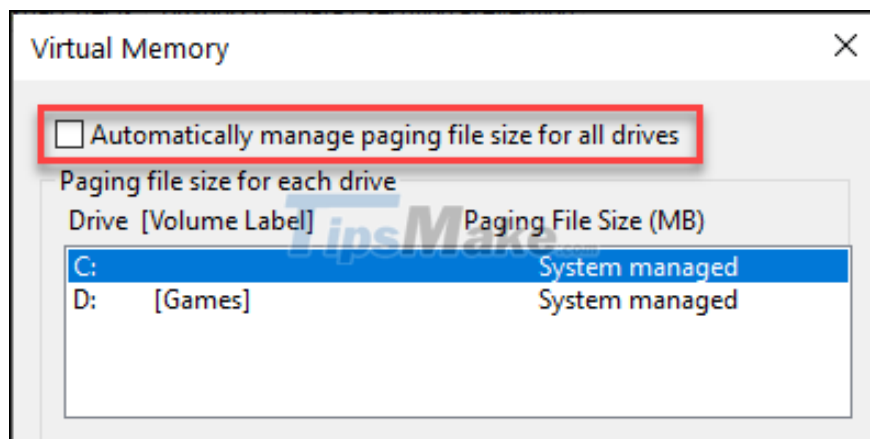 Virtual Memory
Automatically manage paging file size for all drives
Paging file size for each drive
Drive [Volume Label] Paging File Size (MB)
TipsMake.com
C: System managed
D: [Games] System managed